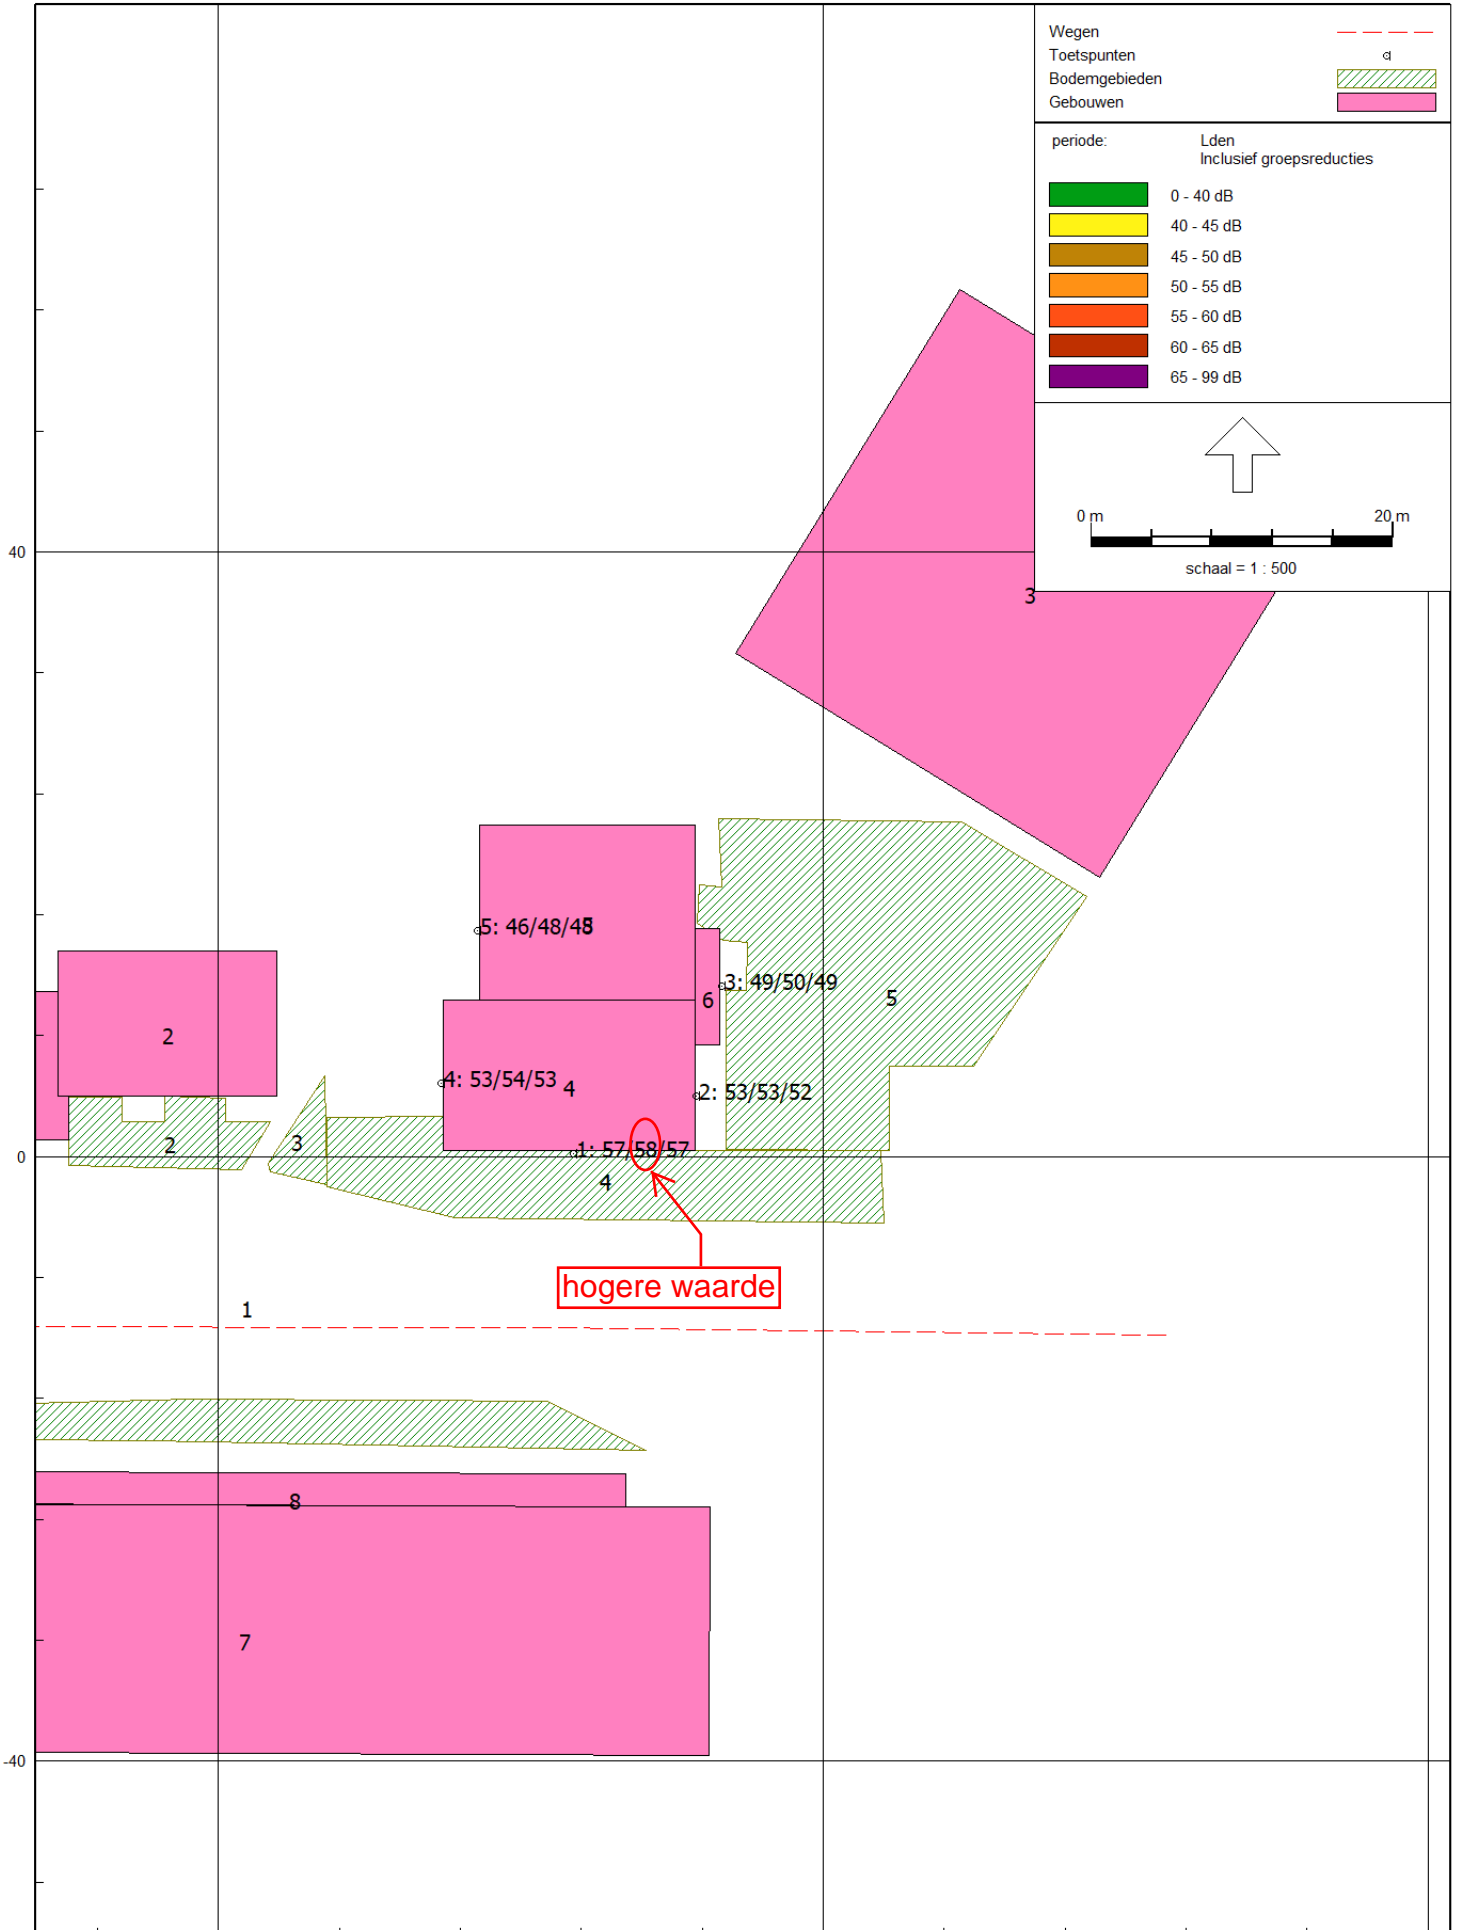 Wegen
Toetspunten
Bodemgebieden
Gebouwen
periode: Lden
Inclusief groepsreducties
0 - 40 dB
40 - 45 dB
45 - 50 dB
50 - 55 dB
55 - 60 dB
60 - 65 dB
65 - 99 dB
0 m 20 m
schaal = 1 : 500
40
3
5: 46/48/48
3: 49/50/49
6
5
2
4: 53/54/53
4
2: 53/53/52
2
3
1: 57/58/57
0
4
hogere waarde
1
8
7
-40